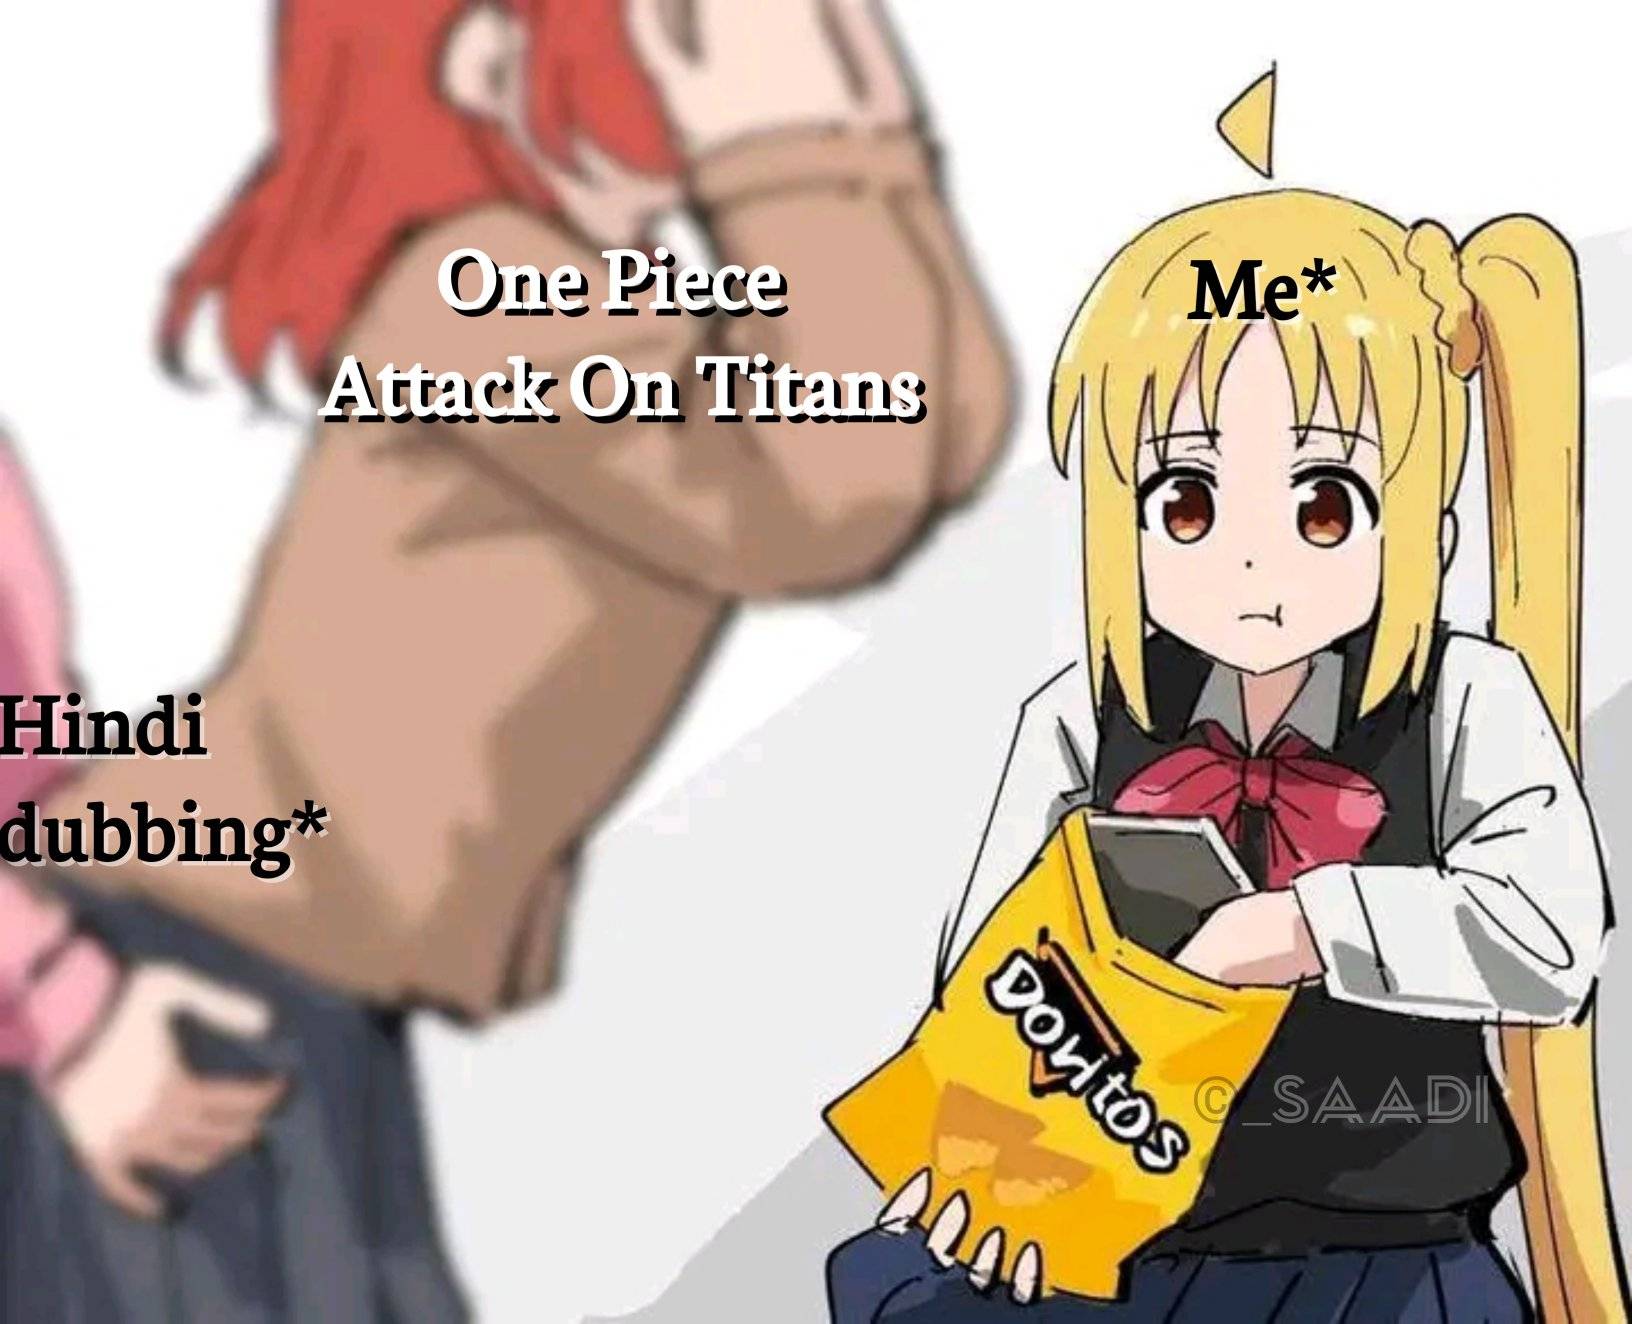 One Piece
Attack On Titans
Me*
Hindi
dubbing*
Doritos
©_SAADI